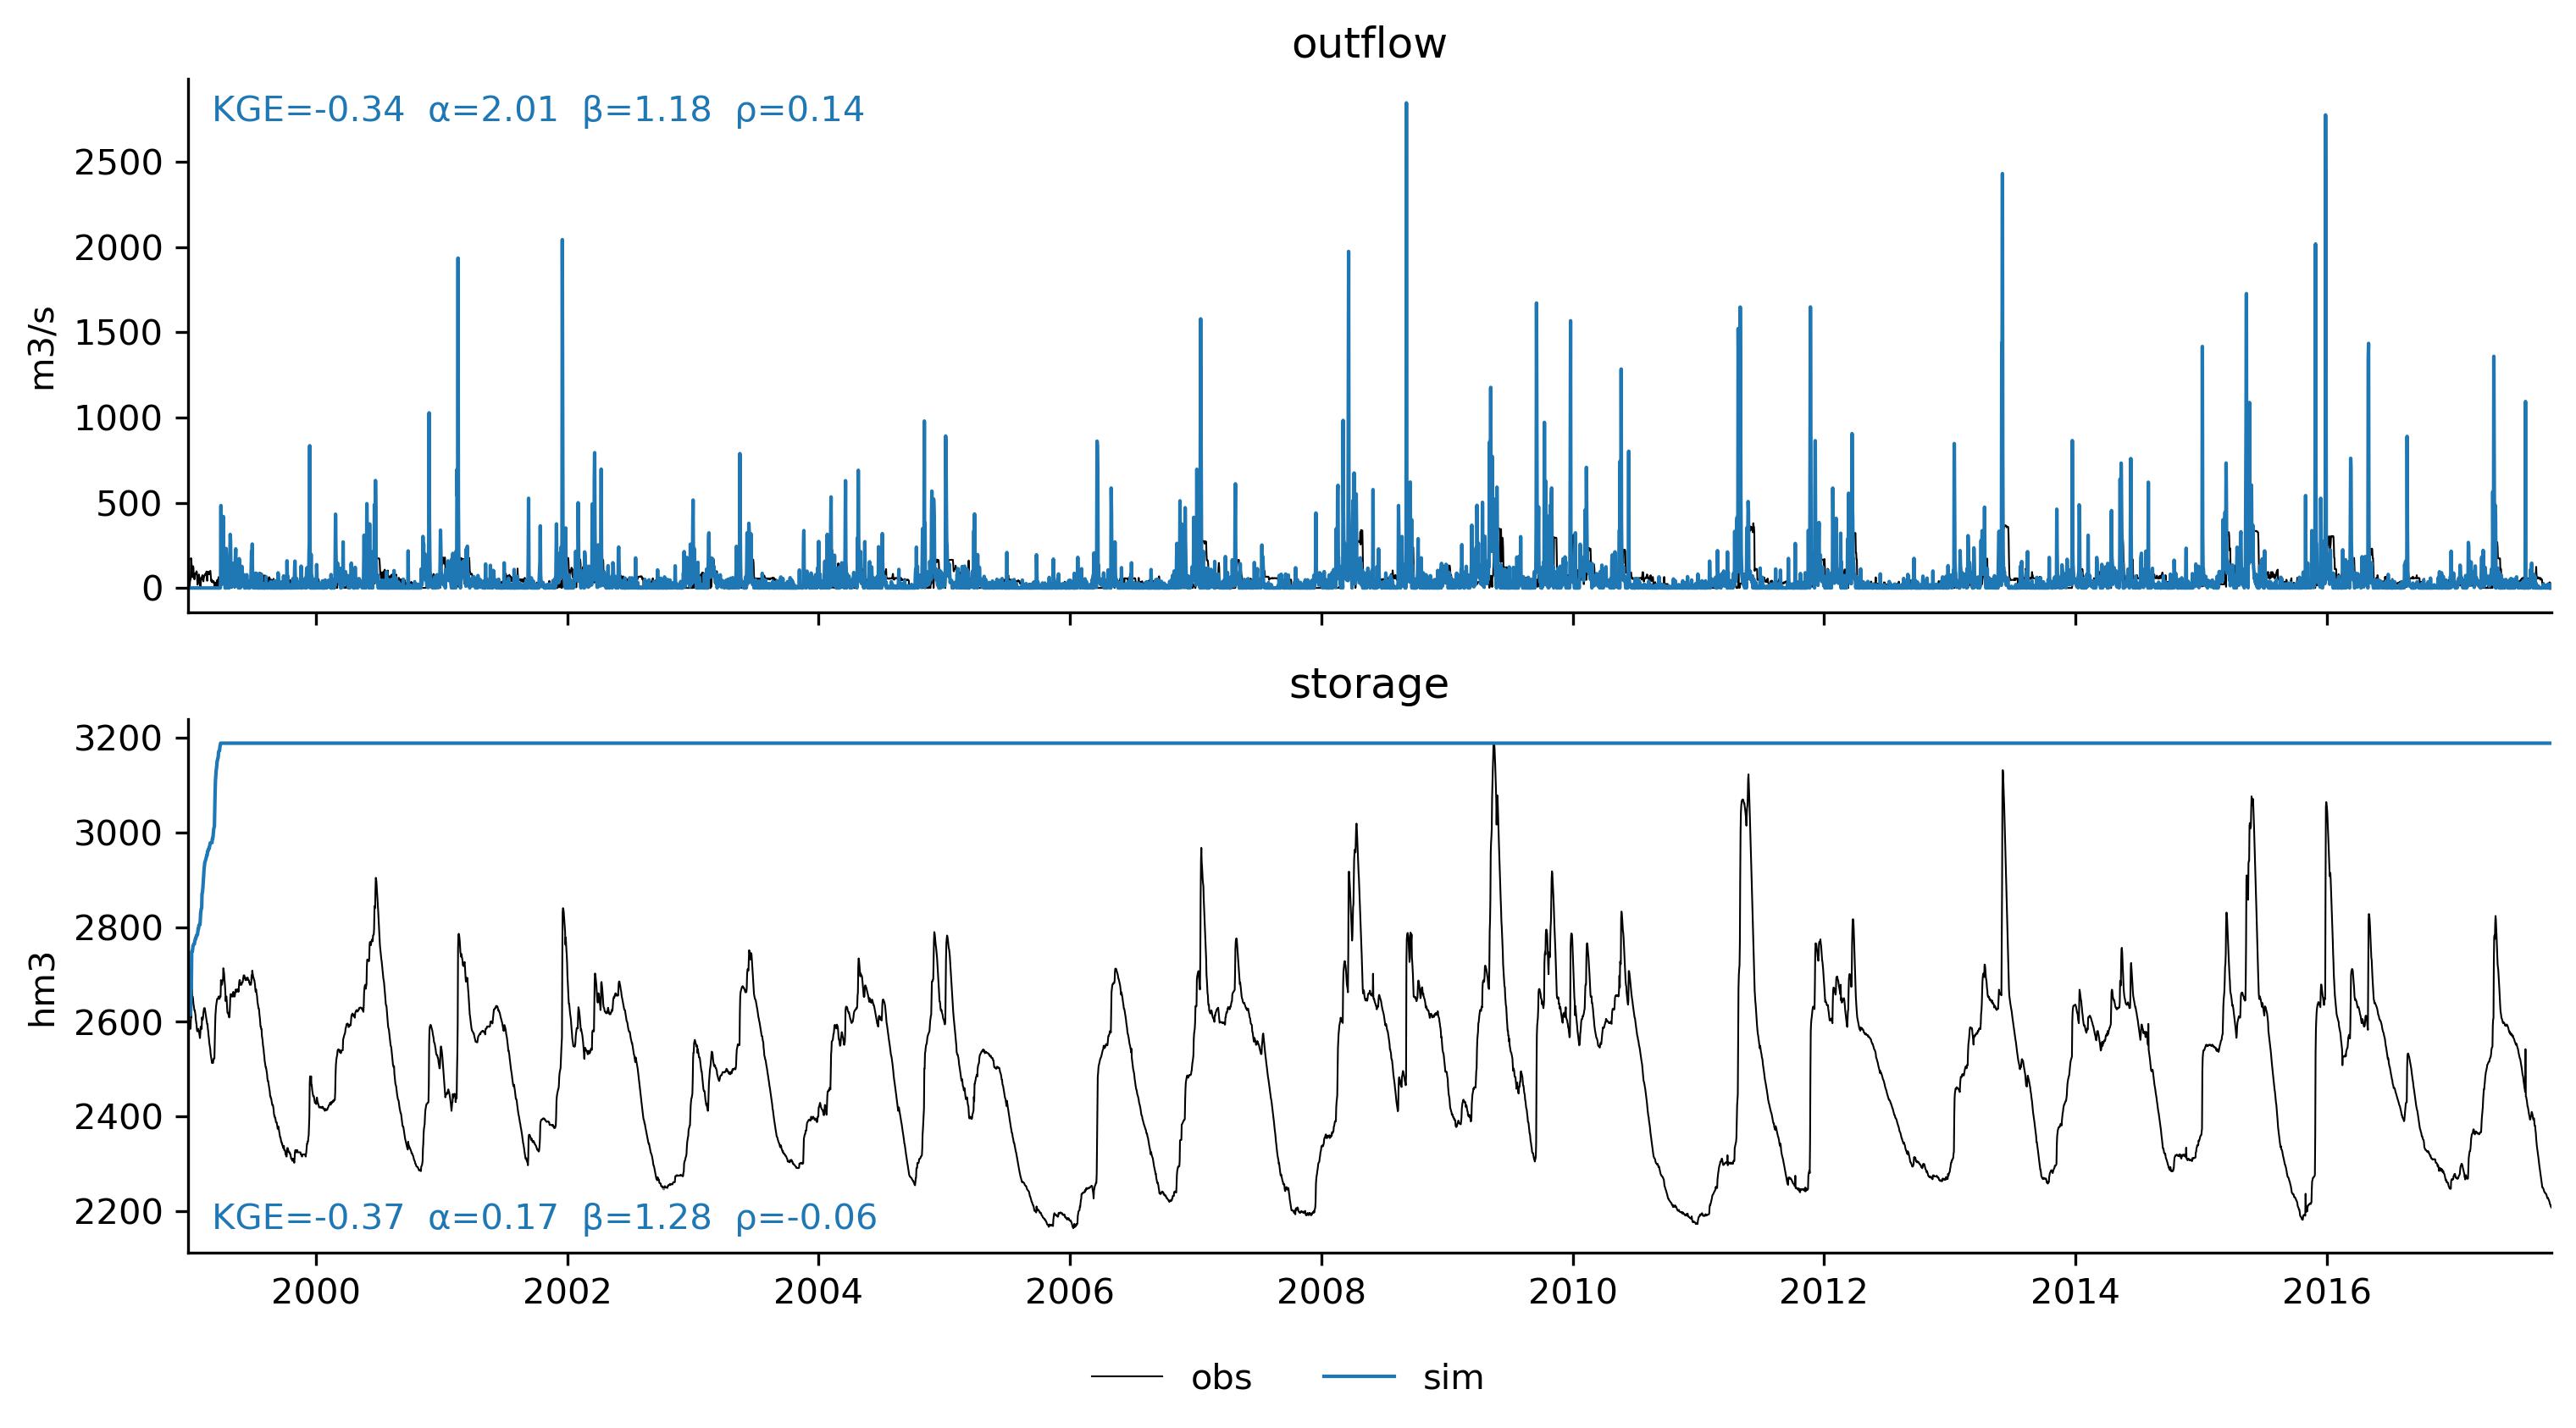 outflow
KGE=-0.34 α=2.01 β=1.18 ρ=0.14
m3/s
2500
2000
1500
1000
500
0
storage
hm3
3200
3000
2800
2600
2400
2200
KGE=-0.37 α=0.17 β=1.28 ρ=-0.06
2000 2002 2004 2006 2008 2010 2012 2014 2016
obs sim